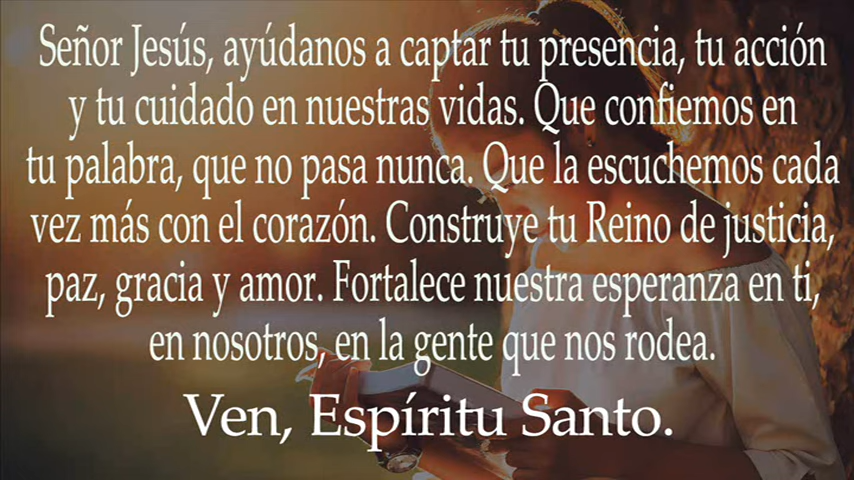 Señor Jesús, ayúdanos a captar tu presencia, tu acción
y tu cuidado en nuestras vidas. Que confiemos en
tu palabra, que no pasa nunca. Que la escuchemos cada
vez más con el corazón. Construye tu Reino de justicia,
paz, gracia y amor. Fortalece nuestra esperanza en ti,
en nosotros, en la gente que nos rodea.
Ven, Espíritu Santo.